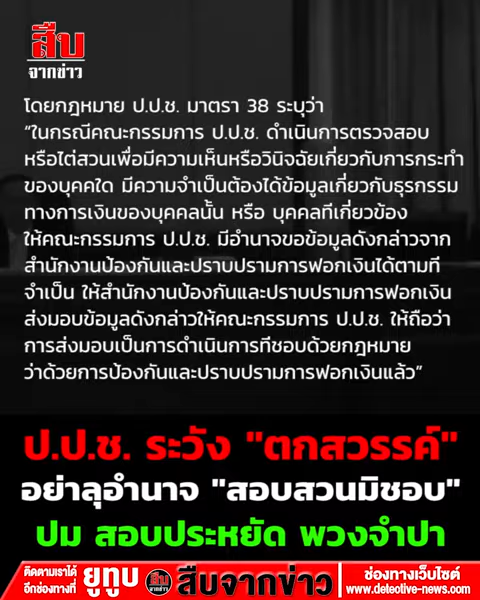 สืบ
จากข่าว
โดยกฎหมาย ป.ป.ช. มาตรา 38 ระบุว่า
“ในกรณีคณะกรรมการ ป.ป.ช. ดำเนินการตรวจสอบ
หรือไต่สวนเพื่อมีความเห็นหรือวินิจฉัยเกี่ยวกับการกระทำ
ของบุคคลใด มีความจำเป็นต้องได้ข้อมูลเกี่ยวกับธุรกรรม
ทางการเงินของบุคคลนั้น หรือ บุคคลที่เกี่ยวข้อง
ให้คณะกรรมการ ป.ป.ช. มีอำนาจขอข้อมูลดังกล่าวจาก
สำนักงานป้องกันและปราบปรามการฟอกเงินได้ตามที่
จำเป็น ให้สำนักงานป้องกันและปราบปรามการฟอกเงิน
ส่งมอบข้อมูลดังกล่าวให้คณะกรรมการ ป.ป.ช. ให้ถือว่า
การส่งมอบเป็นการดำเนินการที่ชอบด้วยกฎหมาย
ว่าด้วยการป้องกันและปราบปรามการฟอกเงินแล้ว”
ป.ป.ช. ระวัง "ตกสวรรค์"
อย่าลุอำนาจ "สอบสวนมิชอบ"
ปม สอบประหยัด พวงจำปา
ติดตามเราได้
อีกช่องทางที่
ยูทูบ
สืบ
จากข่าว
สืบจากข่าว
ช่องทางเว็บไซต์
www.detective-news.com